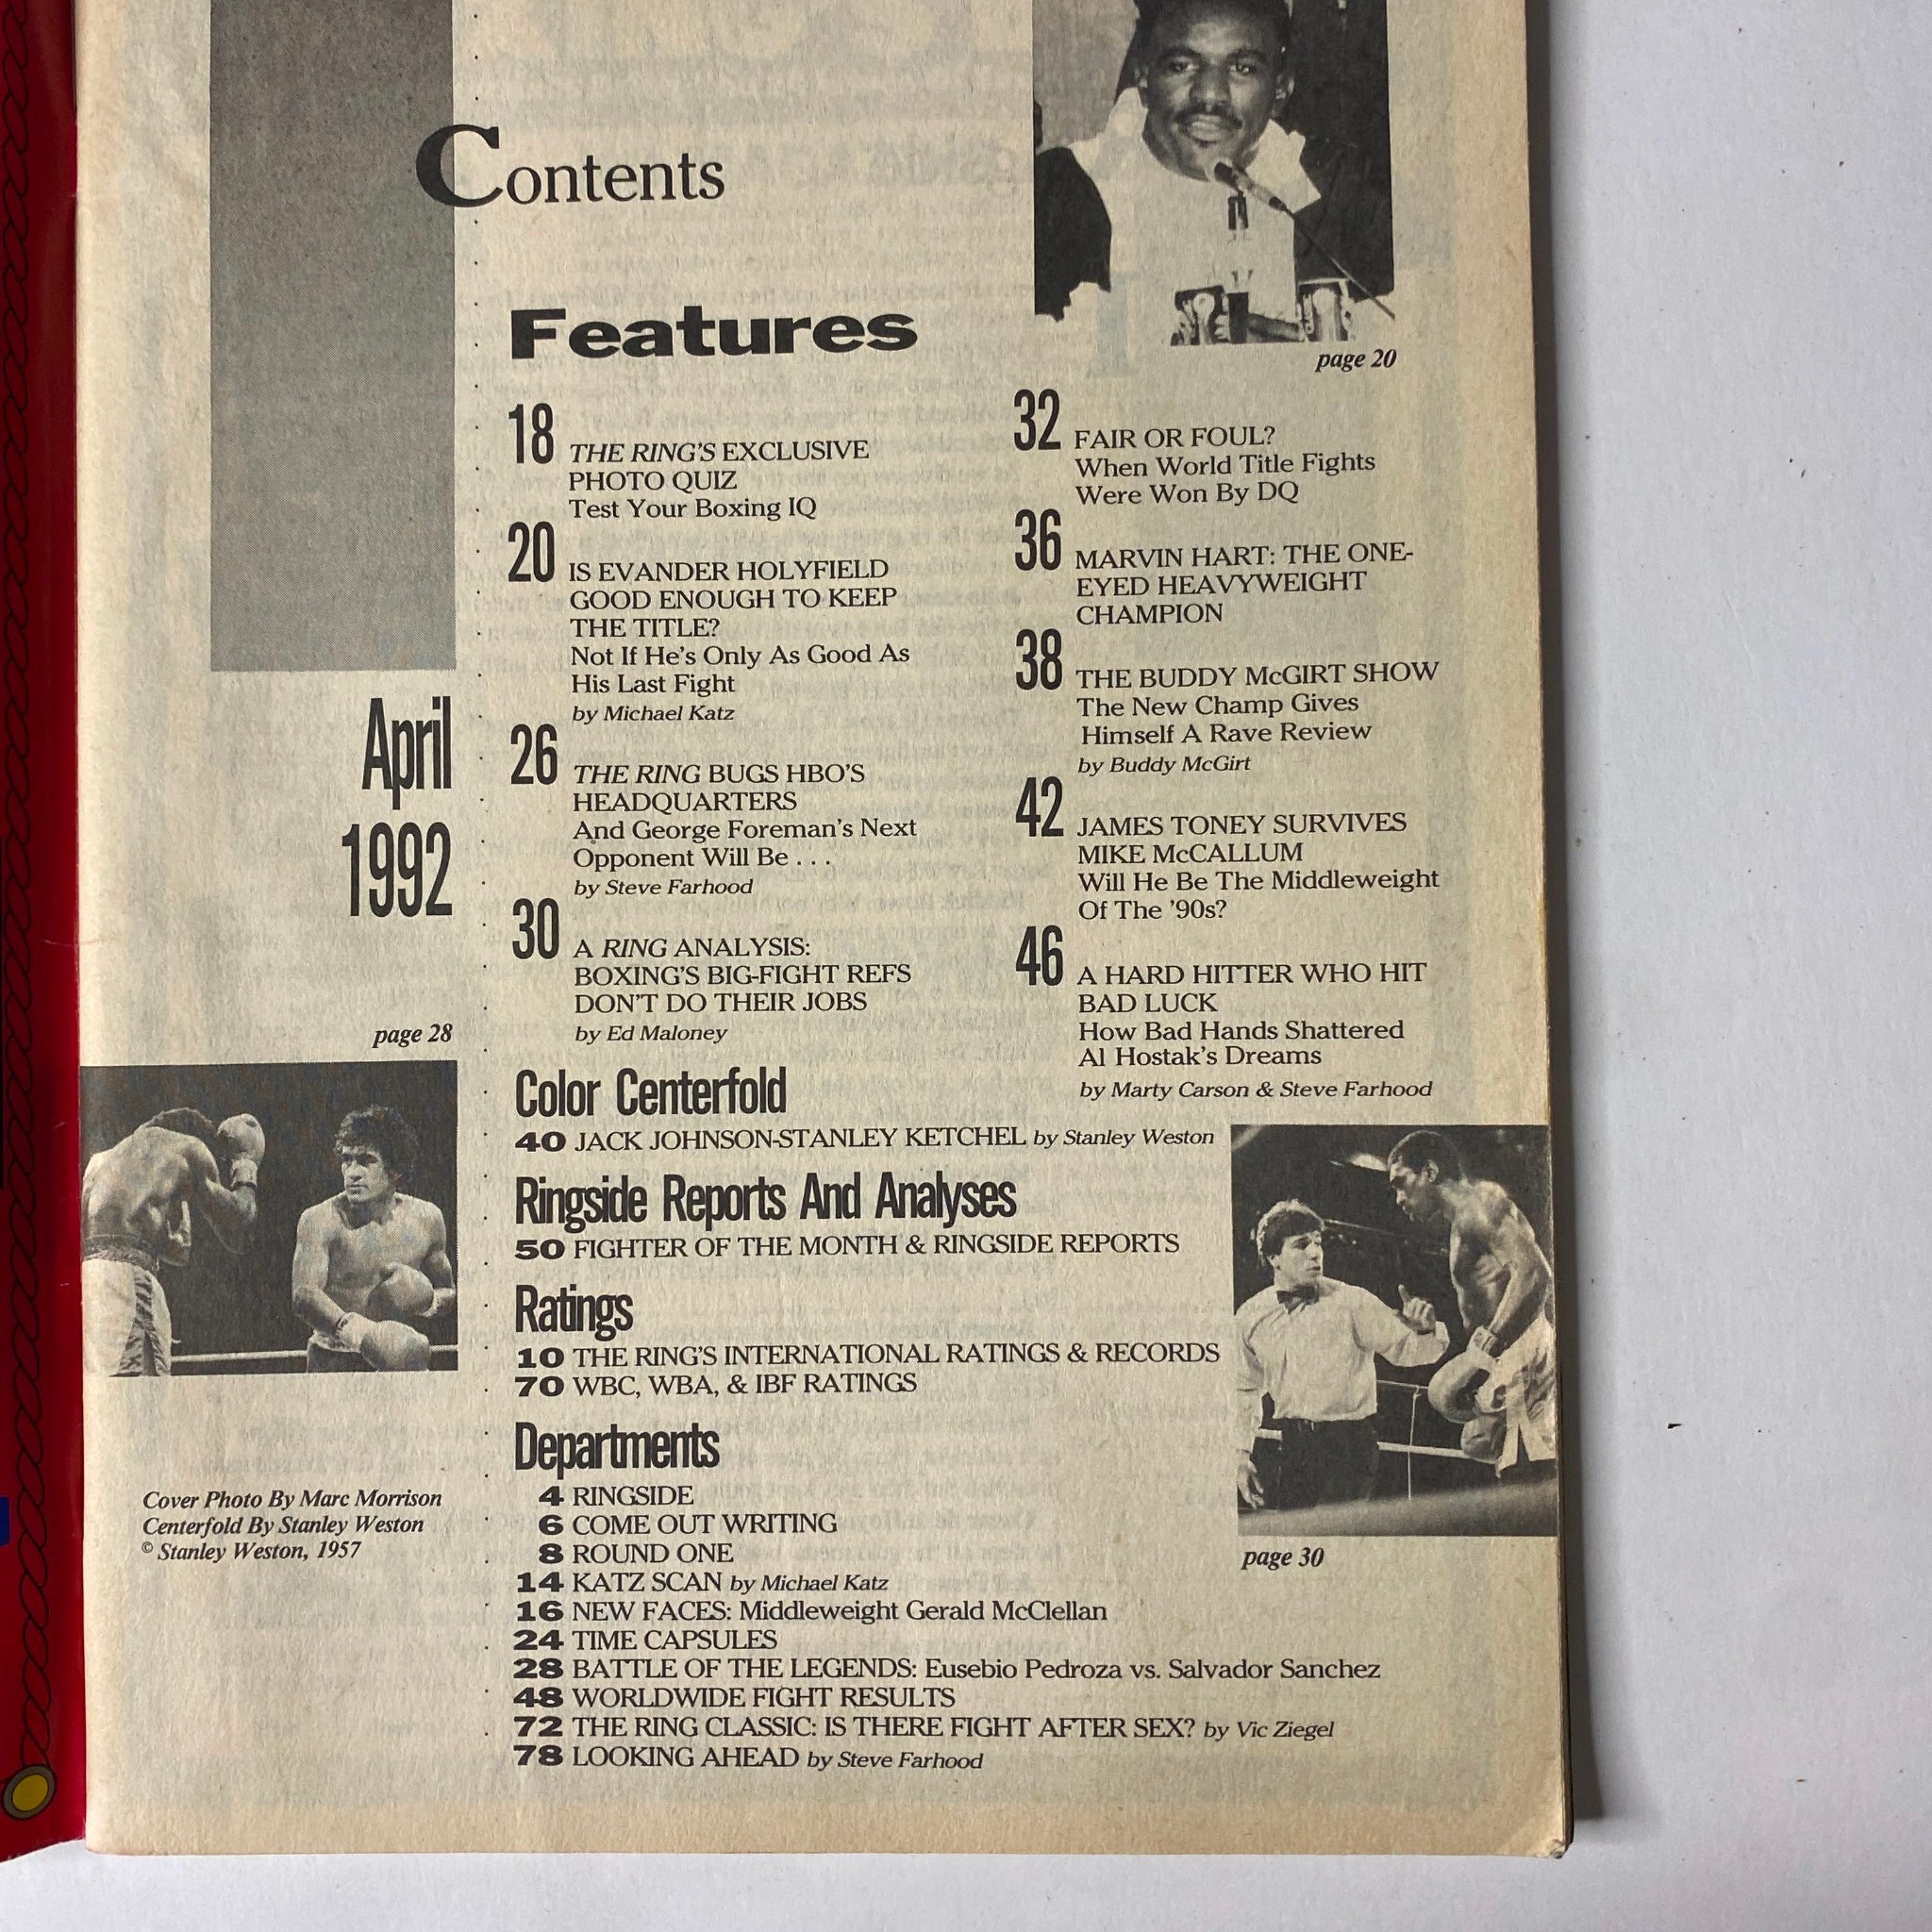 Contents
page 20
Features
18 THE RING'S EXCLUSIVE
PHOTO QUIZ
Test Your Boxing IQ
20 IS EVANDER HOLYFIELD
GOOD ENOUGH TO KEEP
THE TITLE?
Not If He's Only As Good As
His Last Fight
by Michael Katz
26 THE RING BUGS HBO'S
HEADQUARTERS
And George Foreman's Next
Opponent Will Be . . .
by Steve Farhood
30 A RING ANALYSIS:
BOXING'S BIG-FIGHT REFS
DON'T DO THEIR JOBS
by Ed Maloney
32 FAIR OR FOUL?
When World Title Fights
Were Won By DQ
36 MARVIN HART: THE ONE-
EYED HEAVYWEIGHT
CHAMPION
38 THE BUDDY McGIRT SHOW
The New Champ Gives
Himself A Rave Review
by Buddy McGirt
42 JAMES TONEY SURVIVES
MIKE McCALLUM
Will He Be The Middleweight
Of The '90s?
46 A HARD HITTER WHO HIT
BAD LUCK
How Bad Hands Shattered
Al Hostak's Dreams
by Marty Carson & Steve Farhood
April
1992
page 28
Color Centerfold
40 JACK JOHNSON-STANLEY KETCHEL by Stanley Weston
Ringside Reports And Analyses
50 FIGHTER OF THE MONTH & RINGSIDE REPORTS
Ratings
10 THE RING'S INTERNATIONAL RATINGS & RECORDS
70 WBC, WBA, & IBF RATINGS
Departments
4 RINGSIDE
6 COME OUT WRITING
8 ROUND ONE
14 KATZ SCAN by Michael Katz
16 NEW FACES: Middleweight Gerald McClellan
24 TIME CAPSULES
28 BATTLE OF THE LEGENDS: Eusebio Pedroza vs. Salvador Sanchez
48 WORLDWIDE FIGHT RESULTS
72 THE RING CLASSIC: IS THERE FIGHT AFTER SEX? by Vic Ziegel
78 LOOKING AHEAD by Steve Farhood
Cover Photo By Marc Morrison
Centerfold By Stanley Weston
© Stanley Weston, 1957
page 30